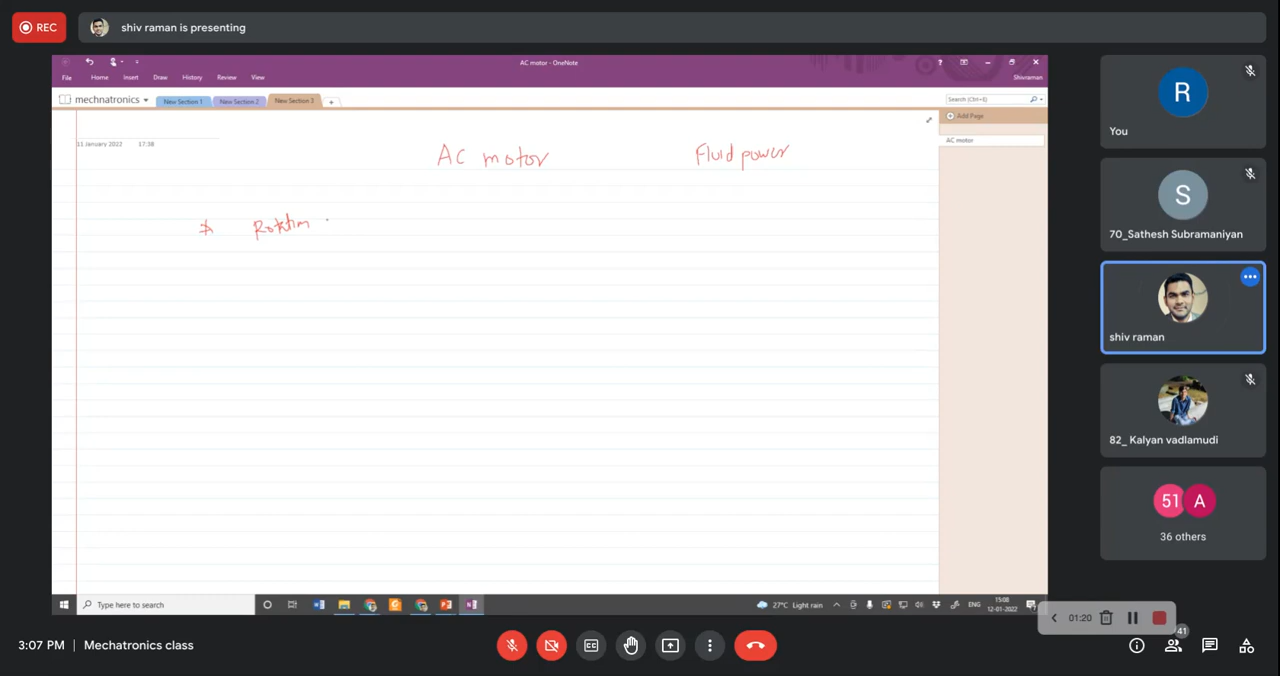 REC
shiv raman is presenting
AC motor - OneNote
Shivraman
File Home Insert Draw History Review View
mechnatronics New Section 1 New Section 2 New Section 3 +
Search (Ctrl+E)
Add Page
AC motor
11 January 2022 17:38
AC motor Fluid power
R
You
S
70_Sathesh Subramaniyan
shiv raman
82_ Kalyan vadlamudi
51 A
36 others
Type here to search
27°C Light rain ENG 15:08
12-01-2022
01:20
3:07 PM Mechatronics class
41